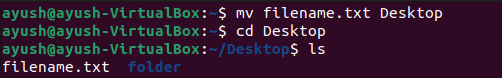 ayush@ayush-VirtualBox:~$ mv filename.txt Desktop
ayush@ayush-VirtualBox:~$ cd Desktop
ayush@ayush-VirtualBox:~/Desktop$ ls
filename.txt  folder